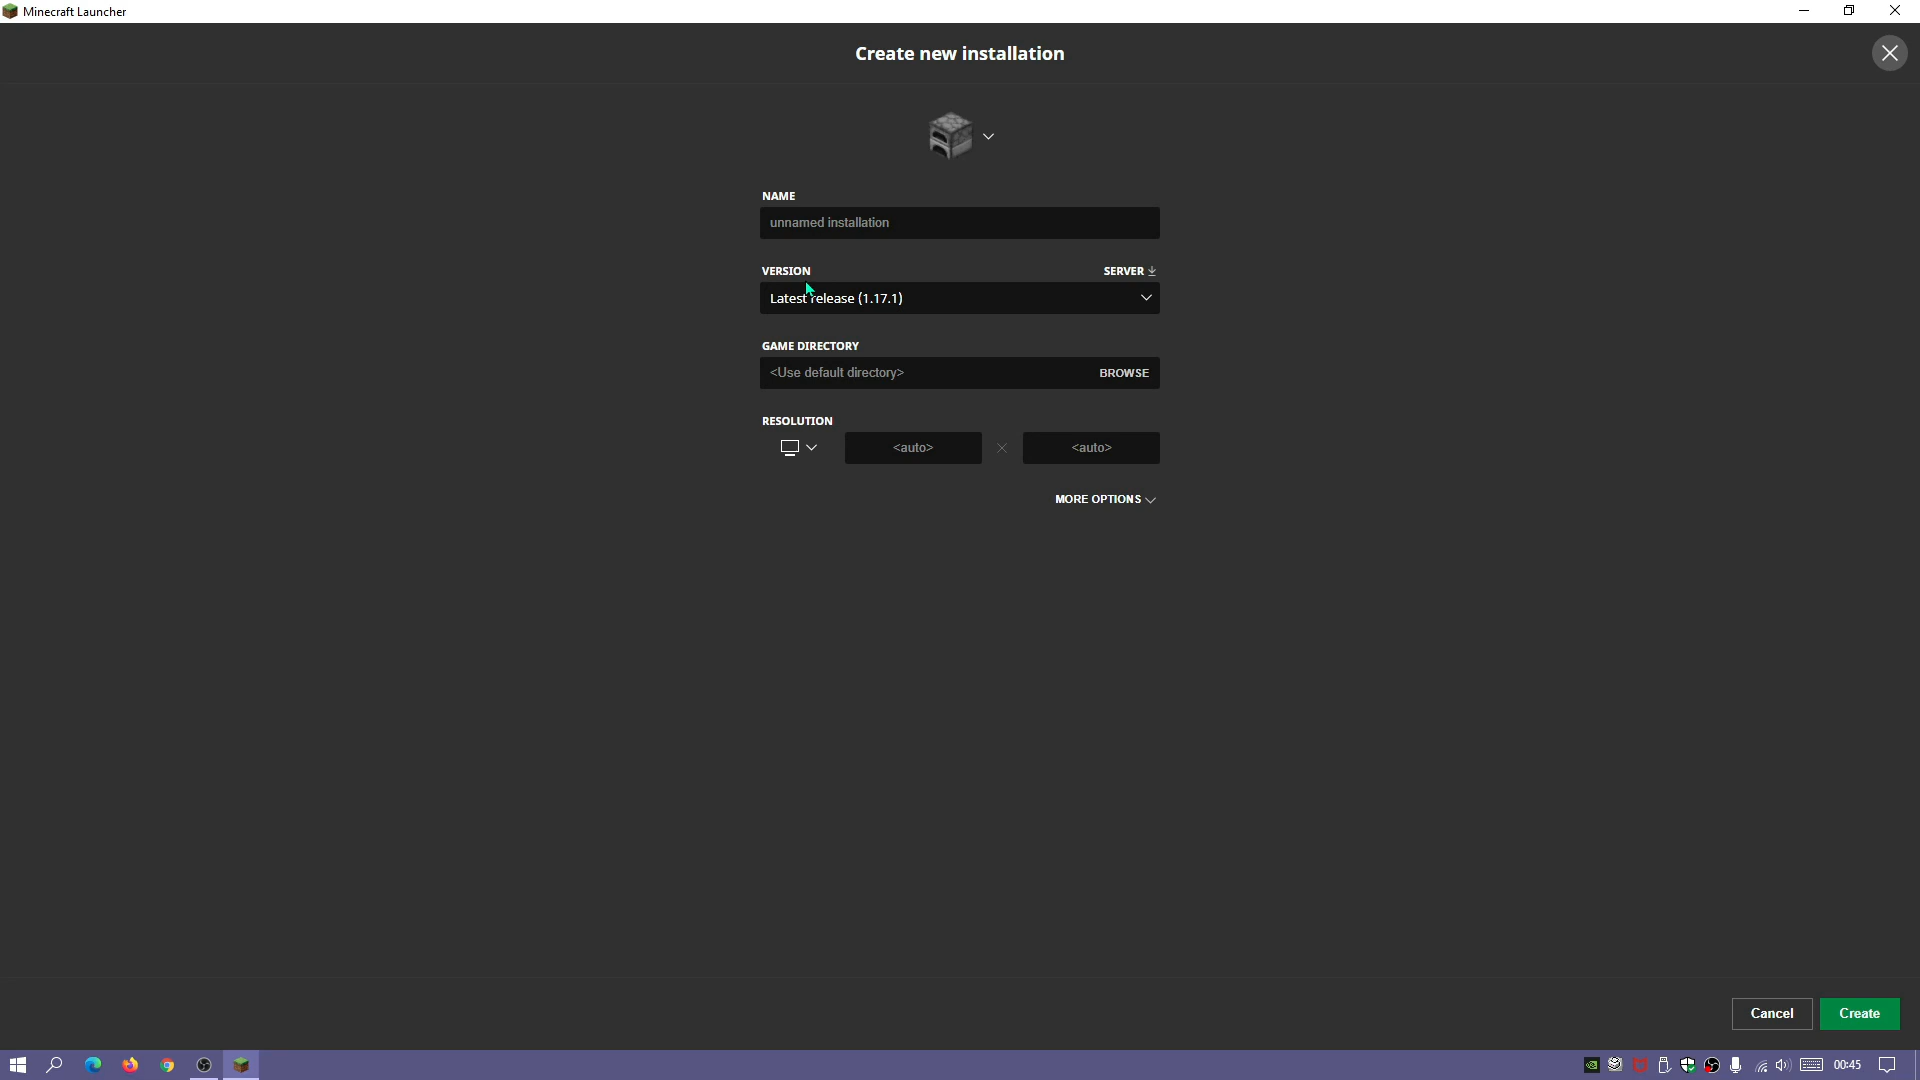 Minecraft Launcher
Create new installation
NAME
unnamed installation
VERSION
SERVER
Latest release (1.17.1)
GAME DIRECTORY
<Use default directory>
BROWSE
RESOLUTION
<auto>
<auto>
MORE OPTIONS
Cancel
Create
00:45